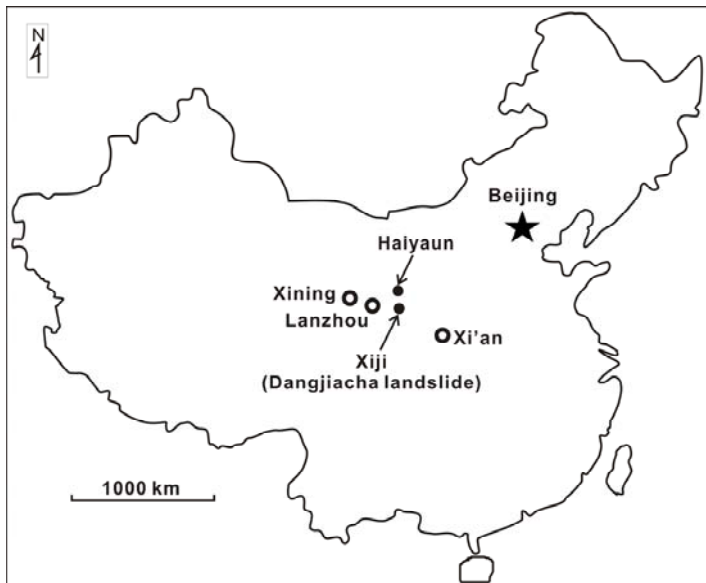 N
Beijing
Haiyaun
Xining
Lanzhou
Xi'an
Xiji
(Dangjiacha landslide)
1000 km